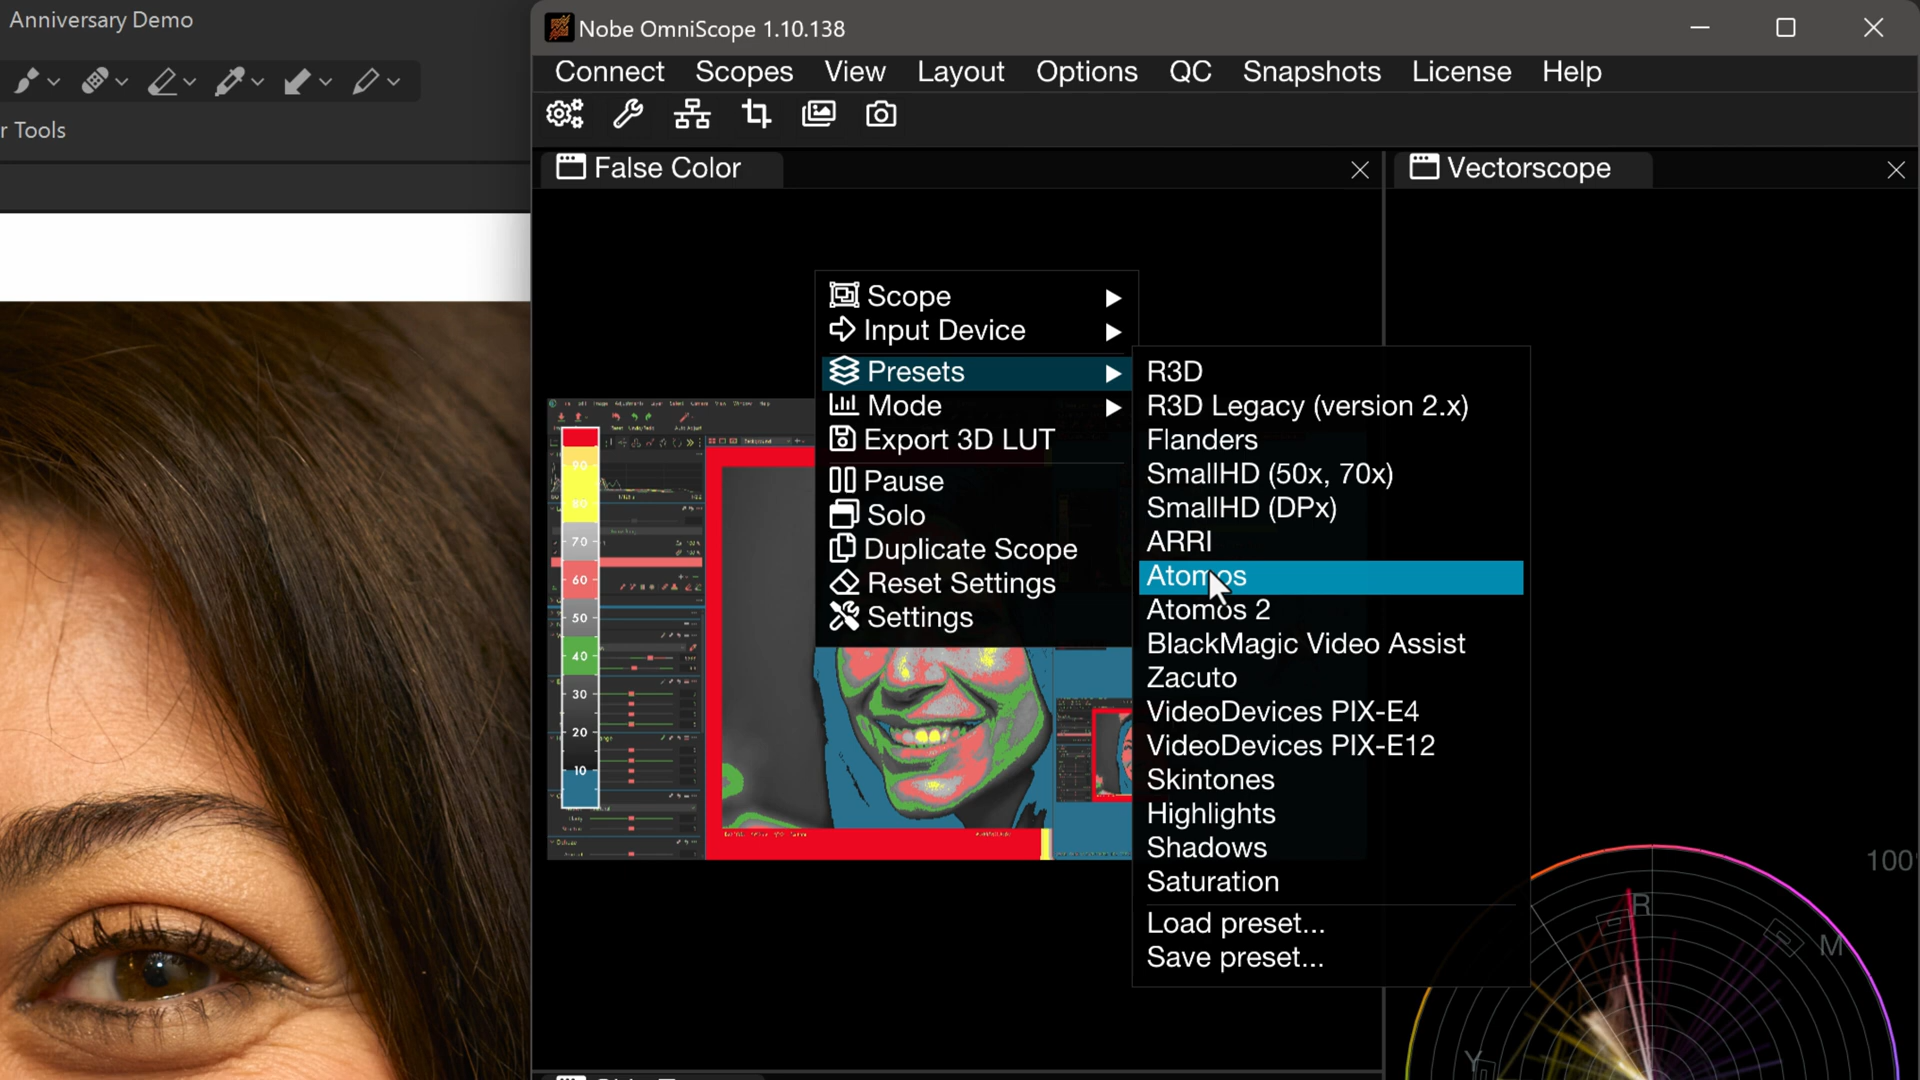 Anniversary Demo
r Tools
Nobe OmniScope 1.10.138
Connect Scopes View Layout Options QC Snapshots License Help
False Color
Vectorscope
Scope
Input Device
Presets
Mode
Export 3D LUT
Pause
Solo
Duplicate Scope
Reset Settings
Settings
R3D
R3D Legacy (version 2.x)
Flanders
SmallHD (50x, 70x)
SmallHD (DPx)
ARRI
Atomos
Atomos 2
BlackMagic Video Assist
Zacuto
VideoDevices PIX-E4
VideoDevices PIX-E12
Skintones
Highlights
Shadows
Saturation
Load preset...
Save preset...
90
80
70
60
50
40
30
20
10
100
R
M
Y